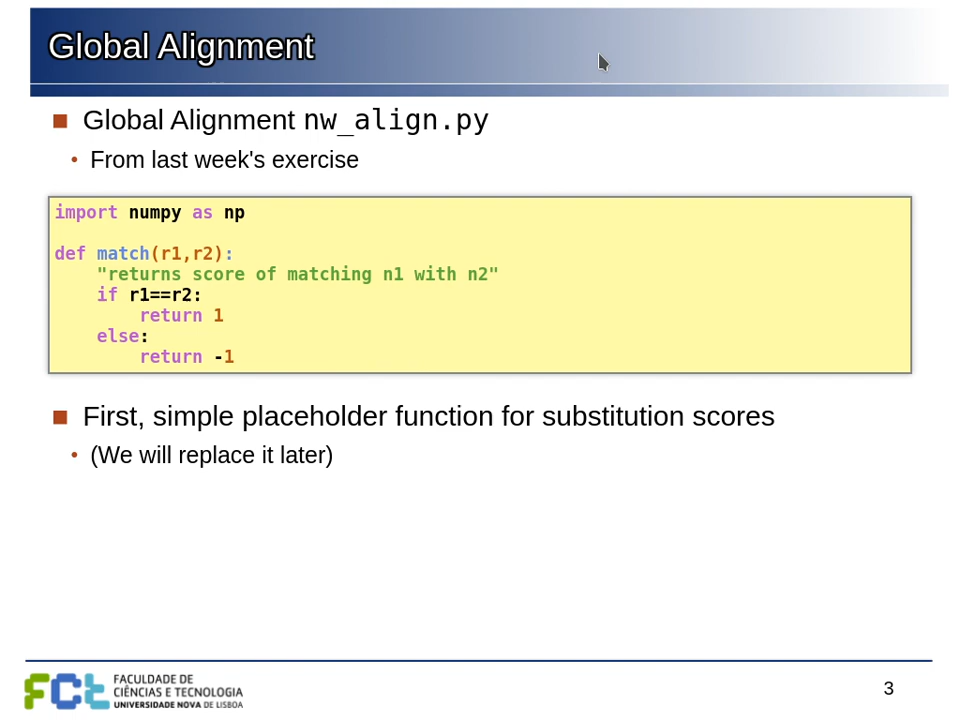 Global Alignment
Global Alignment nw_align.py
From last week's exercise
import numpy as np
def match(r1,r2):
"returns score of matching n1 with n2"
if r1==r2:
return 1
else:
return -1
First, simple placeholder function for substitution scores
(We will replace it later)
FCt FACULDADE DE
CIÊNCIAS E TECNOLOGIA
UNIVERSIDADE NOVA DE LISBOA
3